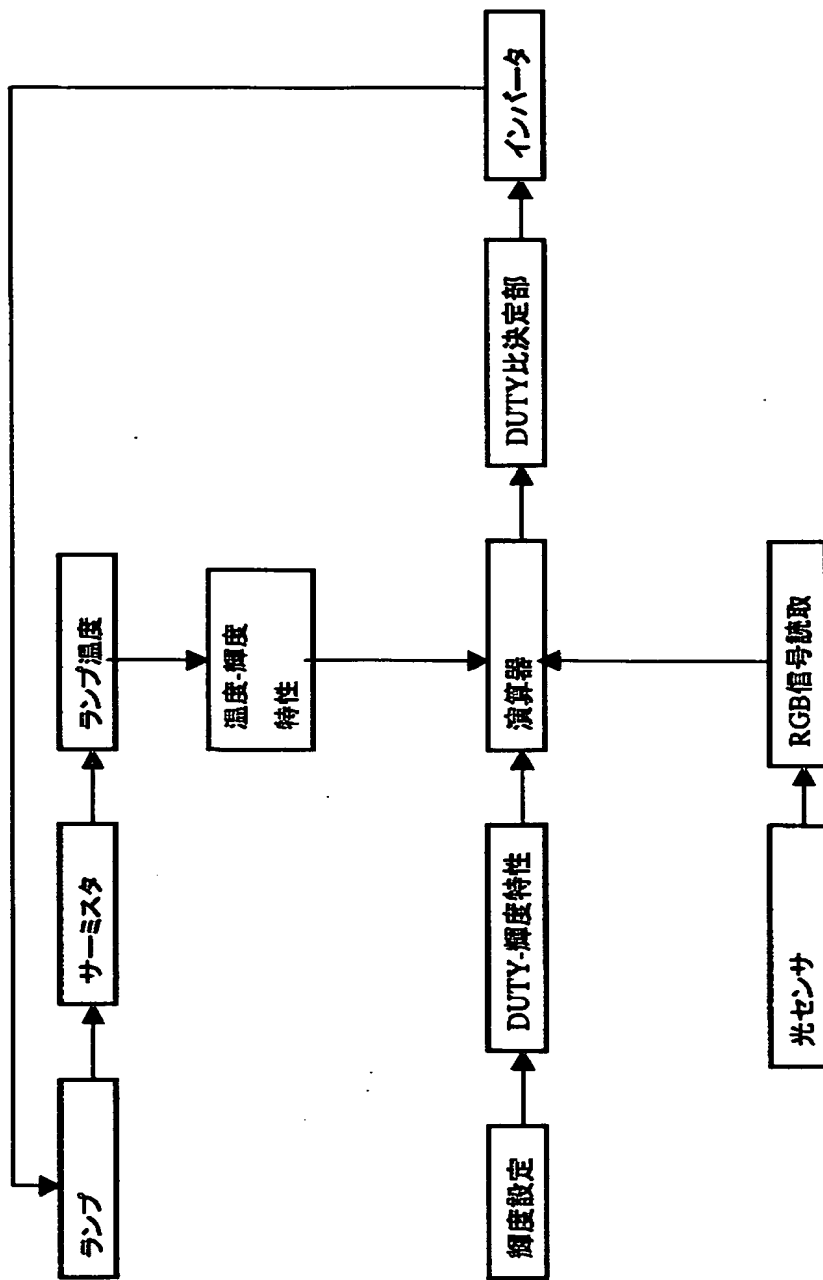 ランプ
サーミスタ
ランプ温度
温度-輝度
特性
輝度設定
DUTY-輝度特性
演算器
DUTY比決定部
インバータ
光センサ
RGB信号読取